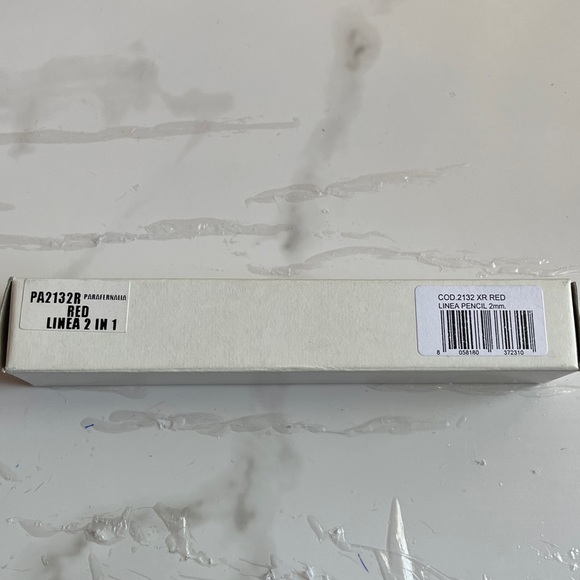 PA2132R PARAFERNALIA
RED
LINEA 2 IN 1
COD.2132 XR RED
LINEA PENCIL 2mm.
8 058180 372310